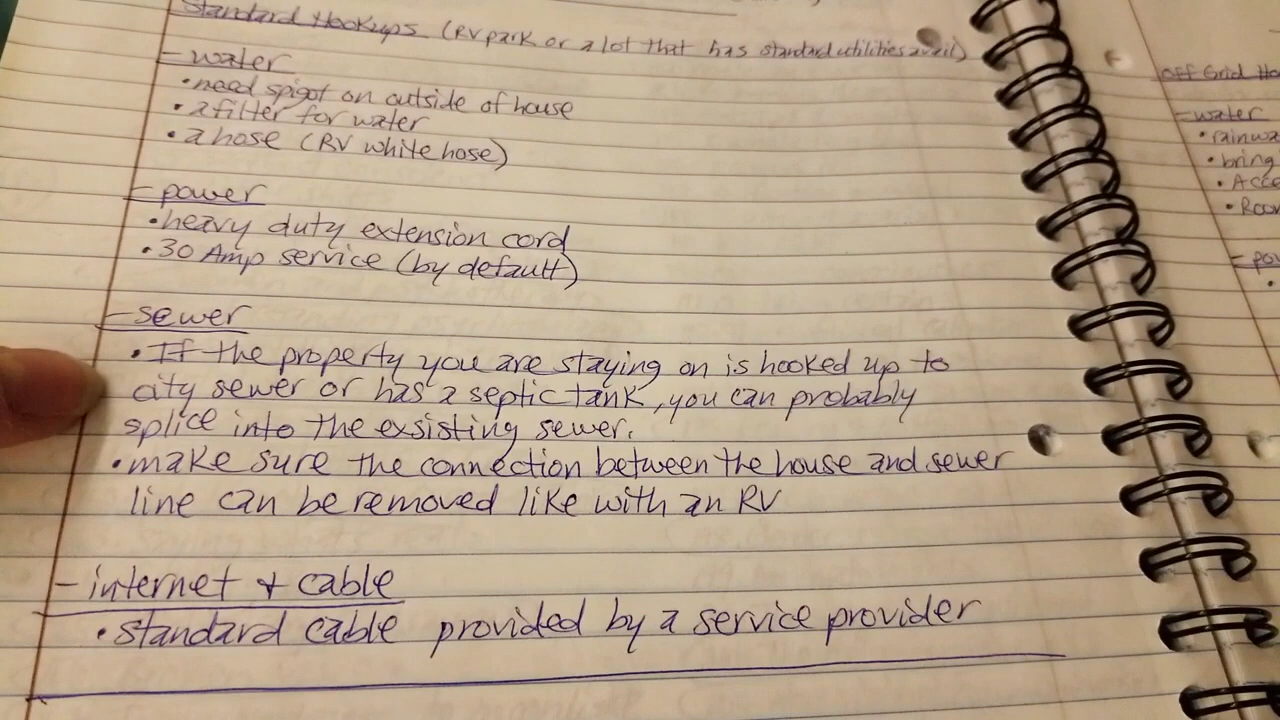 Standard Hookups (RV park or a lot that has standard utilities avail)
- water
• need spigot on outside of house
• a filter for water
• a hose (RV white hose)
- power
• heavy duty extension cord
• 30 Amp service (by default)
- sewer
• If the property you are staying on is hooked up to
city sewer or has a septic tank, you can probably
splice into the exsisting sewer.
• make sure the connection between the house and sewer
line can be removed like with an RV
- internet & cable
• standard cable provided by a service provider
off Grid Ho
- water
• rainwa
• bring
• Acce
• Roo
- pow
•